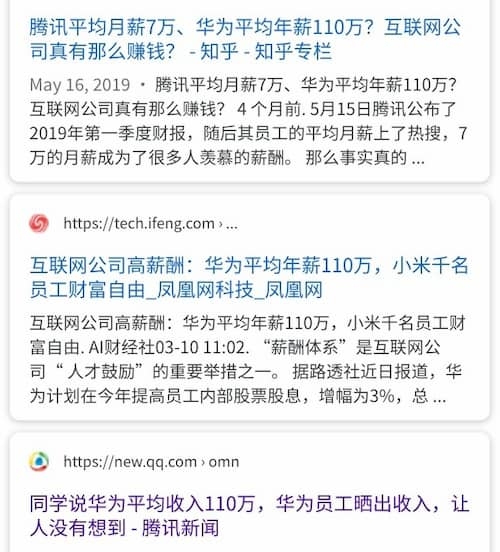 腾讯平均月薪7万、华为平均年薪110万？互联网公
司真有那么赚钱？ - 知乎 - 知乎专栏
May 16, 2019 · 腾讯平均月薪7万、华为平均年薪110万？
互联网公司真有那么赚钱？ 4 个月前. 5月15日腾讯公布了
2019年第一季度财报，随后其员工的平均月薪上了热搜，7
万的月薪成为了很多人羡慕的薪酬。 那么事实真的 ...
https://tech.ifeng.com › ...
互联网公司高薪酬：华为平均年薪110万，小米千名
员工财富自由_凤凰网科技_凤凰网
互联网公司高薪酬：华为平均年薪110万，小米千名员工财
富自由. AI财经社03-10 11:02. “薪酬体系”是互联网公
司“ 人才鼓励”的重要举措之一。 据路透社近日报道，华
为计划在今年提高员工内部股票股息，增幅为3%，总 ...
https://new.qq.com › omn
同学说华为平均收入110万，华为员工晒出收入，让
人没有想到 - 腾讯新闻